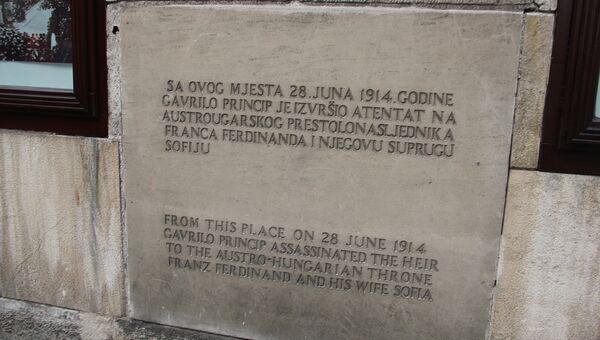 SA OVOG MJESTA 28. JUNA 1914. GODINE
GAVRILO PRINCIP JE IZVRŠIO ATENTAT NA
AUSTROUGARSKOG PRESTOLONASLJEDNIKA
FRANCA FERDINANDA I NJEGOVU SUPRUGU
SOFIJU
FROM THIS PLACE ON 28 JUNE 1914
GAVRILO PRINCIP ASSASSINATED THE HEIR
TO THE AUSTRO-HUNGARIAN THRONE
FRANZ FERDINAND AND HIS WIFE SOFIA